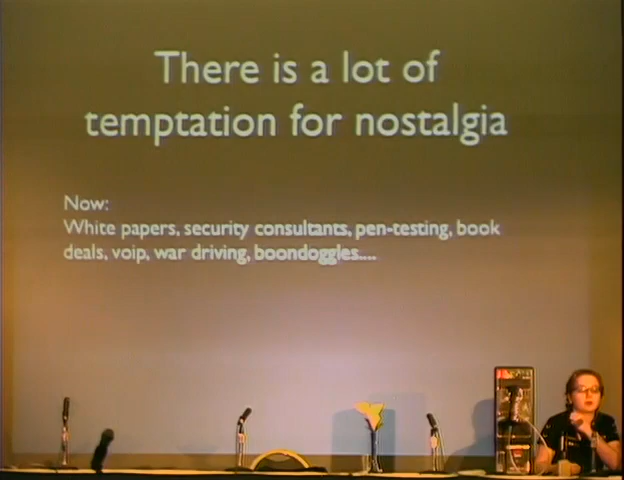 There is a lot of
temptation for nostalgia
Now:
White papers, security consultants, pen-testing, book
deals, voip, war driving, boondoggles....